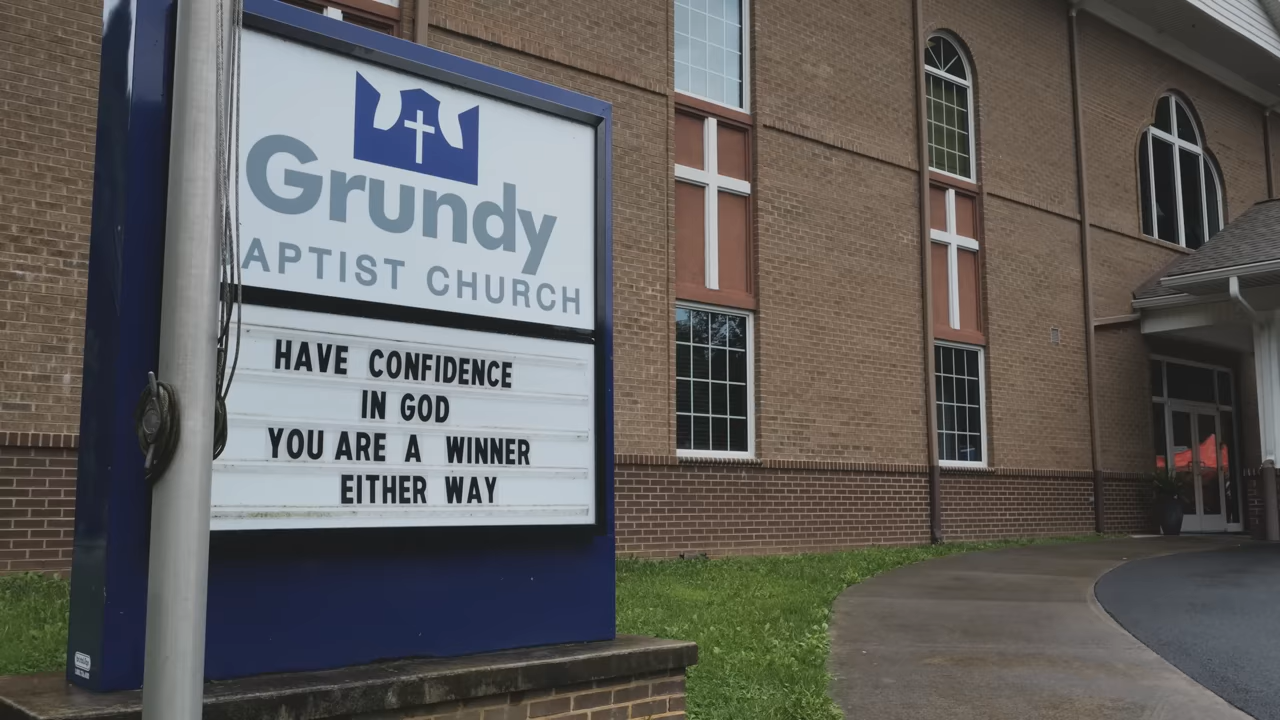 Grundy
APTIST CHURCH
HAVE CONFIDENCE
IN GOD
YOU ARE A WINNER
EITHER WAY